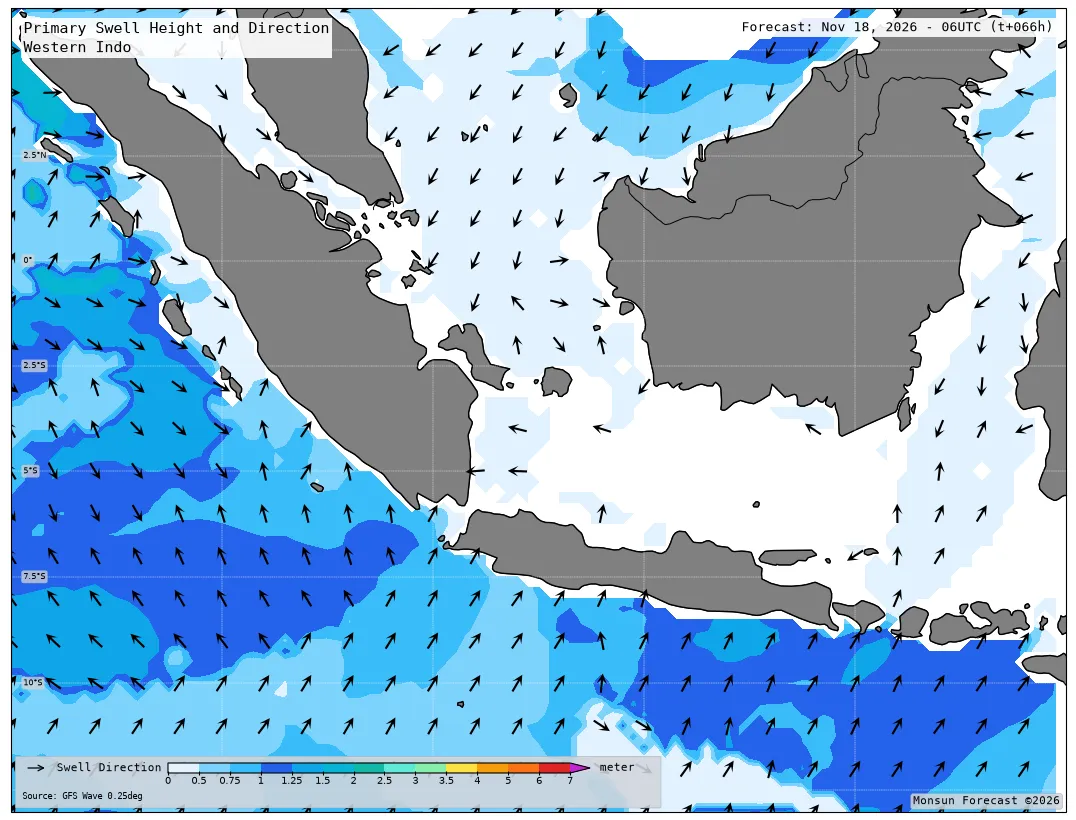 Primary Swell Height and Direction
Western Indo
Forecast: Nov 18, 2026 - 06UTC (t+066h)
2.5°N
0°
2.5°S
5°S
7.5°S
10°S
Swell Direction
0 0.5 0.75 1 1.25 1.5 2 2.5 3 3.5 4 5 6 7
meter
Source: GFS Wave 0.25deg
Monsun Forecast ©2026